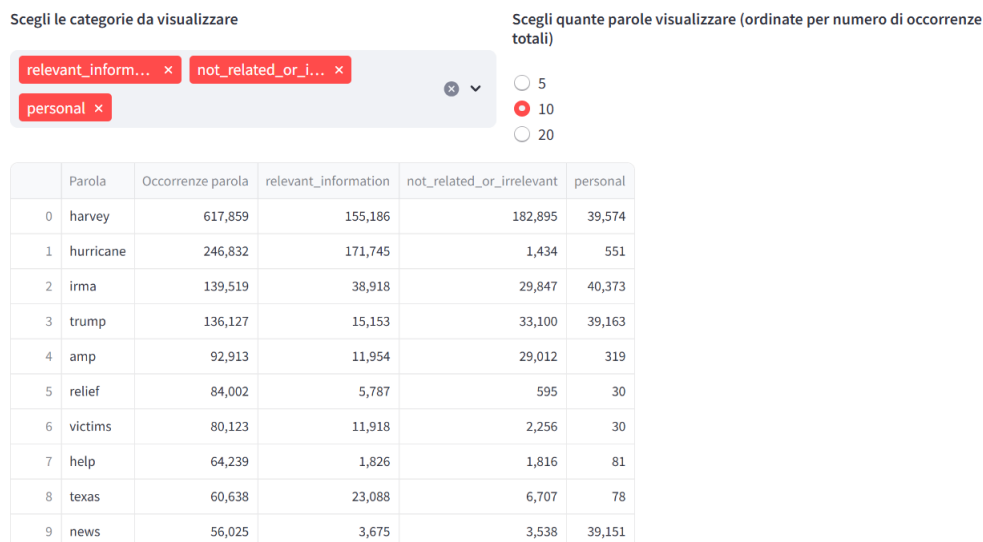 Scegli le categorie da visualizzare
relevant_inform... ×
not_related_or_i... ×
personal ×
Scegli quante parole visualizzare (ordinate per numero di occorrenze
totali)
5
10
20
Parola Occorrenze parola relevant_information not_related_or_irrelevant personal
0 harvey 617,859 155,186 182,895 39,574
1 hurricane 246,832 171,745 1,434 551
2 irma 139,519 38,918 29,847 40,373
3 trump 136,127 15,153 33,100 39,163
4 amp 92,913 11,954 29,012 319
5 relief 84,002 5,787 595 30
6 victims 80,123 11,918 2,256 30
7 help 64,239 1,826 1,816 81
8 texas 60,638 23,088 6,707 78
9 news 56,025 3,675 3,538 39,151